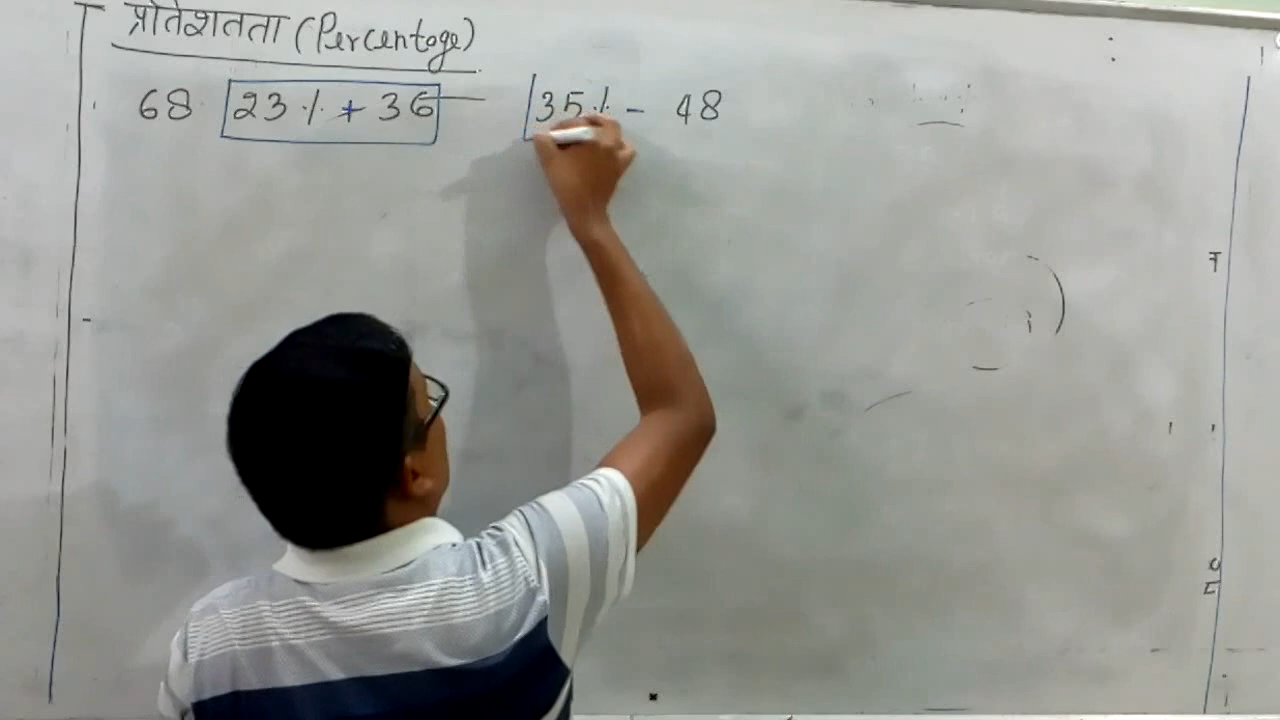 प्रतिशतता (Percentage)
68 23 % + 36 35 % - 48